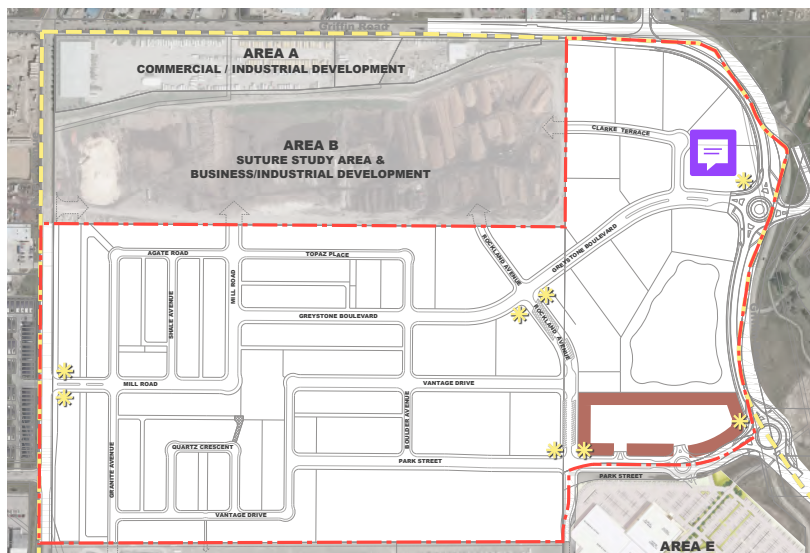 Griffin Road
AREA A
COMMERCIAL / INDUSTRIAL DEVELOPMENT
AREA B
SUTURE STUDY AREA &
BUSINESS/INDUSTRIAL DEVELOPMENT
CLARKE TERRACE
ROCKLAND AVENUE
GREYSTONE BOULEVARD
AGATE ROAD
TOPAZ PLACE
SHALE AVENUE
MILL ROAD
GREYSTONE BOULEVARD
ROCKLAND AVENUE
MILL ROAD
VANTAGE DRIVE
BOULDER AVENUE
QUARTZ CRESCENT
GRANITE AVENUE
PARK STREET
PARK STREET
VANTAGE DRIVE
AREA E